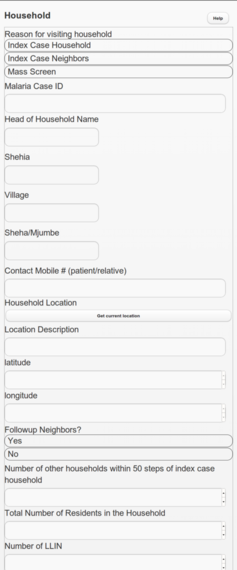 Household
Help
Reason for visiting household
Index Case Household
Index Case Neighbors
Mass Screen
Malaria Case ID
Head of Household Name
Shehia
Village
Sheha/Mjumbe
Contact Mobile # (patient/relative)
Household Location
Get current location
Location Description
latitude
longitude
Followup Neighbors?
Yes
No
Number of other households within 50 steps of index case
household
Total Number of Residents in the Household
Number of LLIN